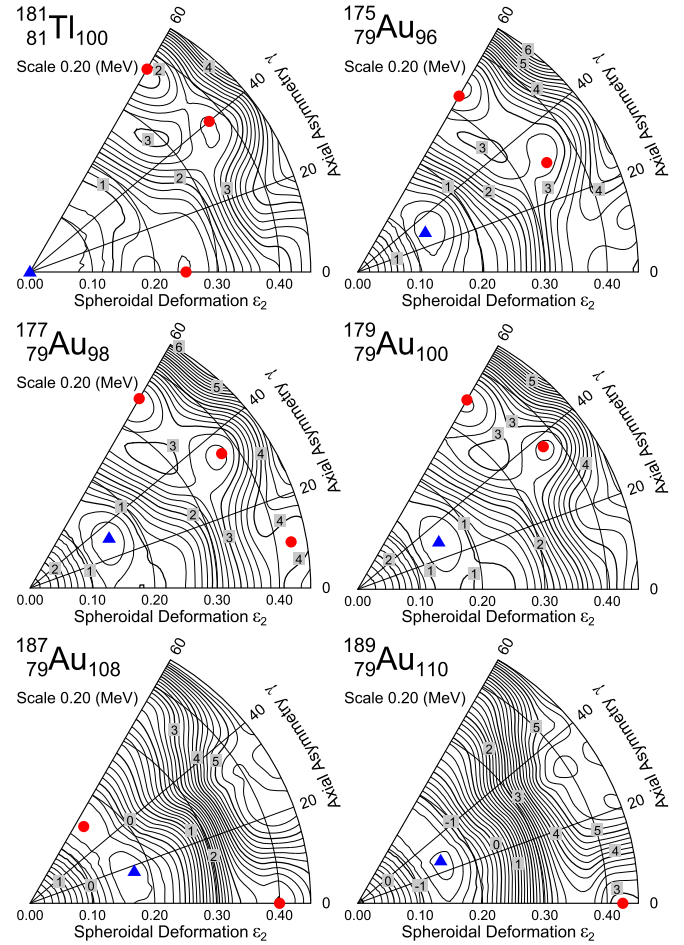 181
81Tl100
Scale 0.20 (MeV)
60
40
20
0
Axial Asymmetry γ
2
4
3
1
2
3
0.00 0.10 0.20 0.30 0.40
Spheroidal Deformation ε2
175
79Au96
Scale 0.20 (MeV)
60
40
20
0
Axial Asymmetry γ
6
5
4
3
1
2
3
4
1
0.00 0.10 0.20 0.30 0.40
Spheroidal Deformation ε2
177
79Au98
Scale 0.20 (MeV)
60
40
20
0
Axial Asymmetry γ
6
5
3
4
1
2
4
3
4
2
1
0.00 0.10 0.20 0.30 0.40
Spheroidal Deformation ε2
179
79Au100
Scale 0.20 (MeV)
60
40
20
0
Axial Asymmetry γ
5
3
3
4
1
2
2
1
1
0.00 0.10 0.20 0.30 0.40
Spheroidal Deformation ε2
187
79Au108
Scale 0.20 (MeV)
60
40
20
0
Axial Asymmetry γ
3
4
5
0
1
2
1
0
0.00 0.10 0.20 0.30 0.40
Spheroidal Deformation ε2
189
79Au110
Scale 0.20 (MeV)
60
40
20
0
Axial Asymmetry γ
5
2
3
-1
4
5
0
4
1
0
-1
3
0.00 0.10 0.20 0.30 0.40
Spheroidal Deformation ε2